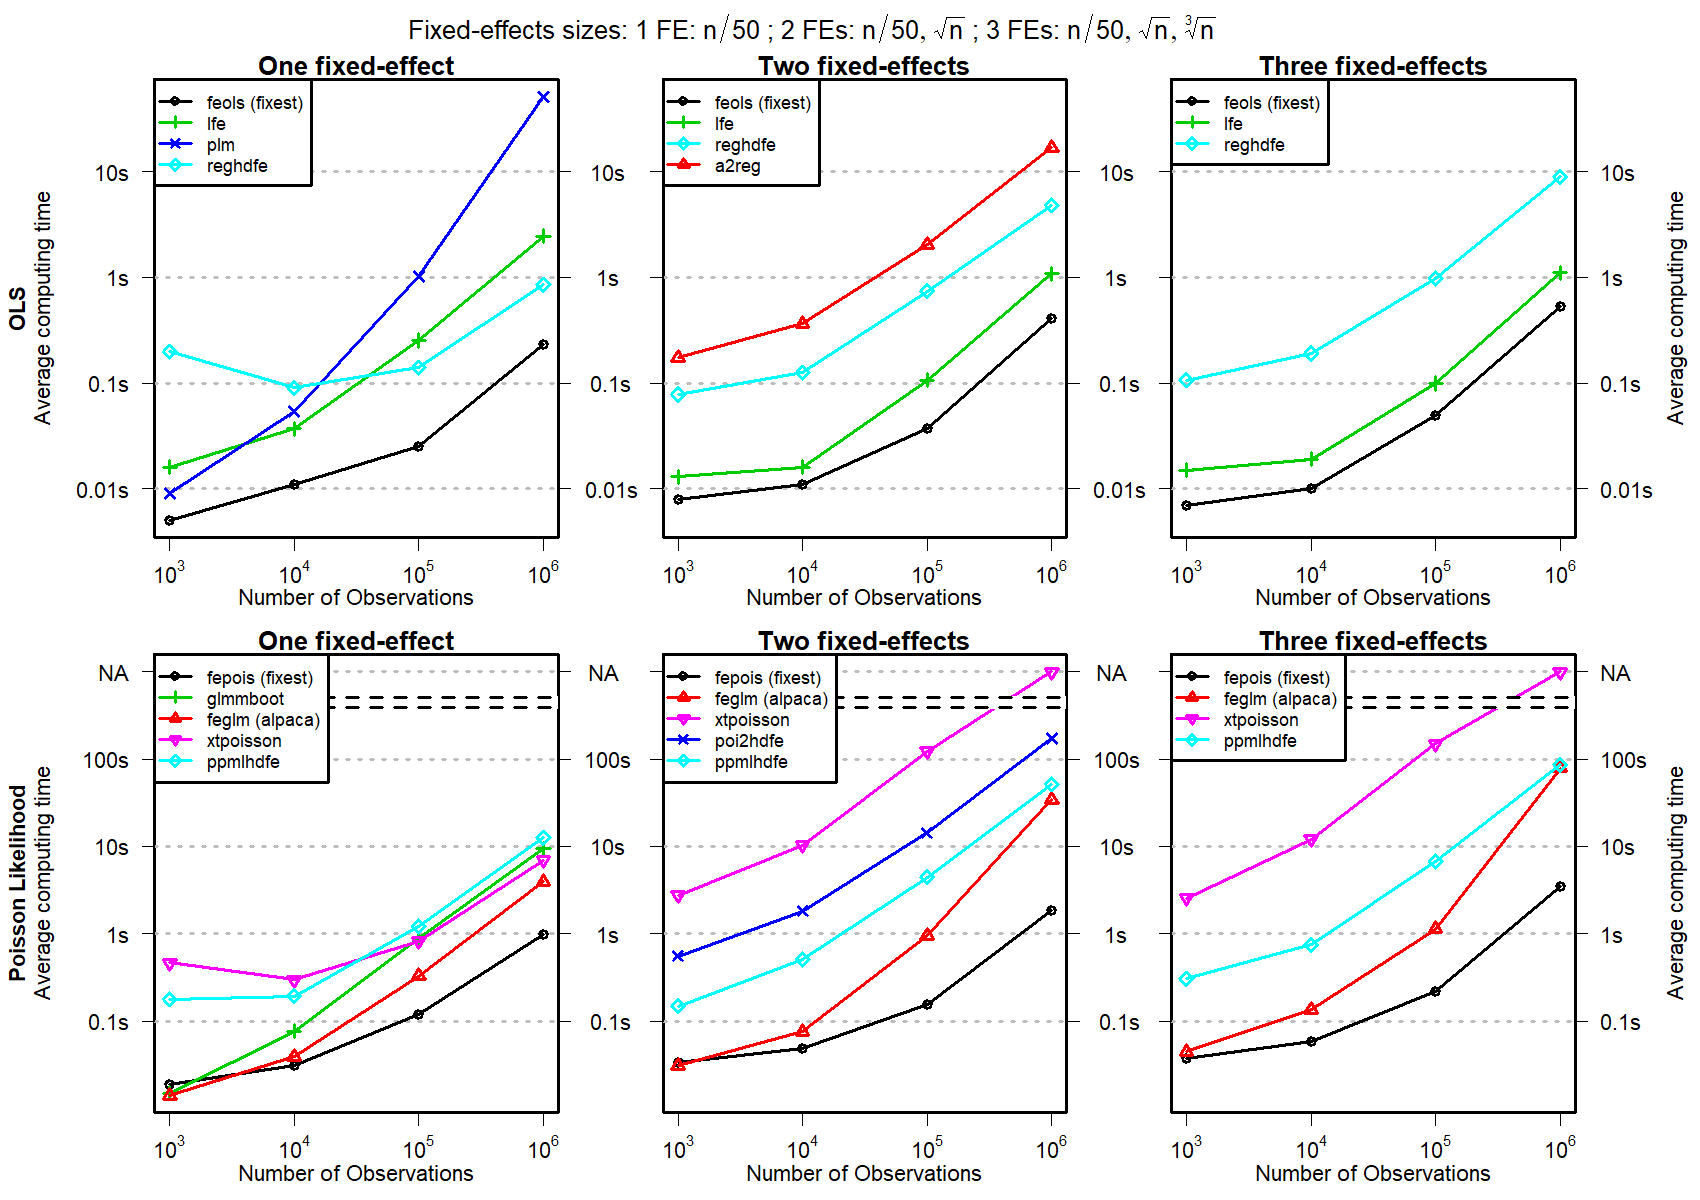 Fixed-effects sizes: 1 FE: n/50 ; 2 FEs: n/50, √n ; 3 FEs: n/50, √n, ∛n
One fixed-effect
feols (fixest)
lfe
plm
reghdfe
10s
1s
0.1s
0.01s
OLS
Average computing time
10³
10⁴
10⁵
10⁶
Number of Observations
Two fixed-effects
feols (fixest)
lfe
reghdfe
a2reg
10s
1s
0.1s
0.01s
10³
10⁴
10⁵
10⁶
Number of Observations
Three fixed-effects
feols (fixest)
lfe
reghdfe
10s
1s
0.1s
0.01s
10s
1s
0.1s
0.01s
Average computing time
10³
10⁴
10⁵
10⁶
Number of Observations
One fixed-effect
fepois (fixest)
glmmboot
feglm (alpaca)
xtpoisson
ppmlhdfe
NA
100s
10s
1s
0.1s
Poisson Likelihood
Average computing time
10³
10⁴
10⁵
10⁶
Number of Observations
Two fixed-effects
fepois (fixest)
feglm (alpaca)
xtpoisson
poi2hdfe
ppmlhdfe
NA
100s
10s
1s
0.1s
10³
10⁴
10⁵
10⁶
Number of Observations
Three fixed-effects
fepois (fixest)
feglm (alpaca)
xtpoisson
ppmlhdfe
NA
100s
10s
1s
0.1s
NA
100s
10s
1s
0.1s
Average computing time
10³
10⁴
10⁵
10⁶
Number of Observations